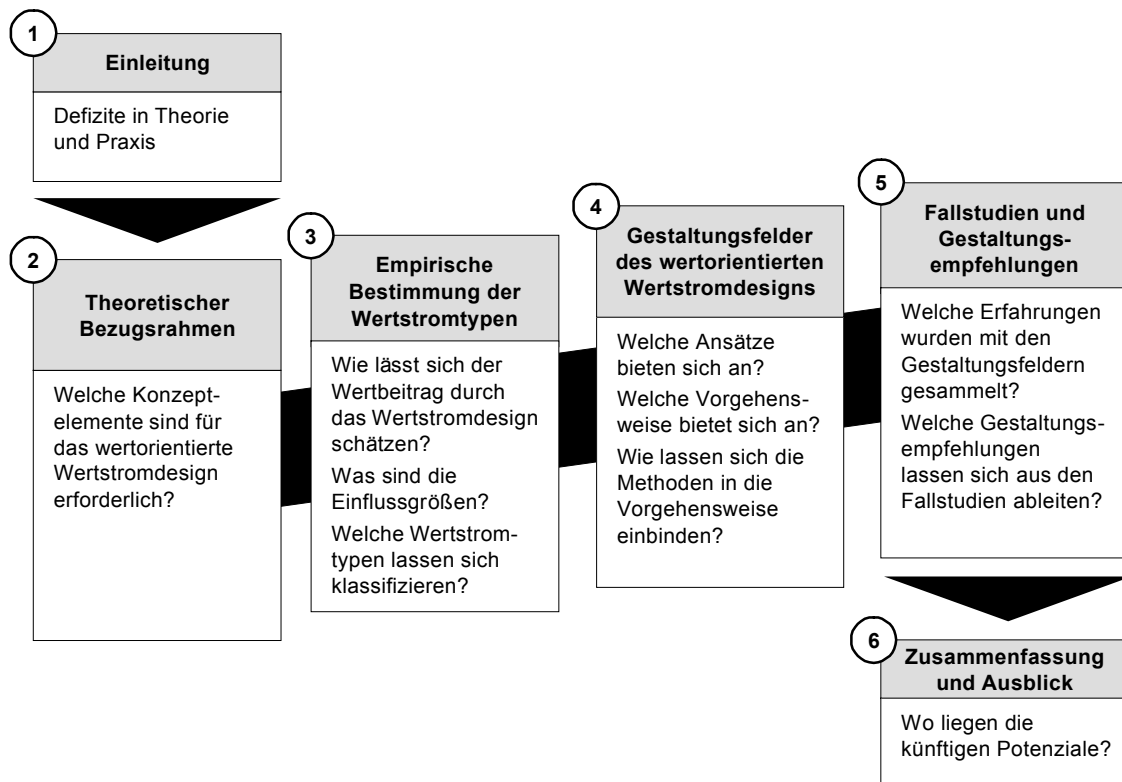 1
Einleitung
Defizite in Theorie
und Praxis
2
Theoretischer
Bezugsrahmen
Welche Konzept-
elemente sind für
das wertorientierte
Wertstromdesign
erforderlich?
3
Empirische
Bestimmung der
Wertstromtypen
Wie lässt sich der
Wertbeitrag durch
das Wertstromdesign
schätzen?
Was sind die
Einflussgrößen?
Welche Wertstrom-
typen lassen sich
klassifizieren?
4
Gestaltungsfelder
des wertorientierten
Wertstromdesigns
Welche Ansätze
bieten sich an?
Welche Vorgehens-
weise bietet sich an?
Wie lassen sich die
Methoden in die
Vorgehensweise
einbinden?
5
Fallstudien und
Gestaltungs-
empfehlungen
Welche Erfahrungen
wurden mit den
Gestaltungsfeldern
gesammelt?
Welche Gestaltungs-
empfehlungen
lassen sich aus den
Fallstudien ableiten?
6
Zusammenfassung
und Ausblick
Wo liegen die
künftigen Potenziale?